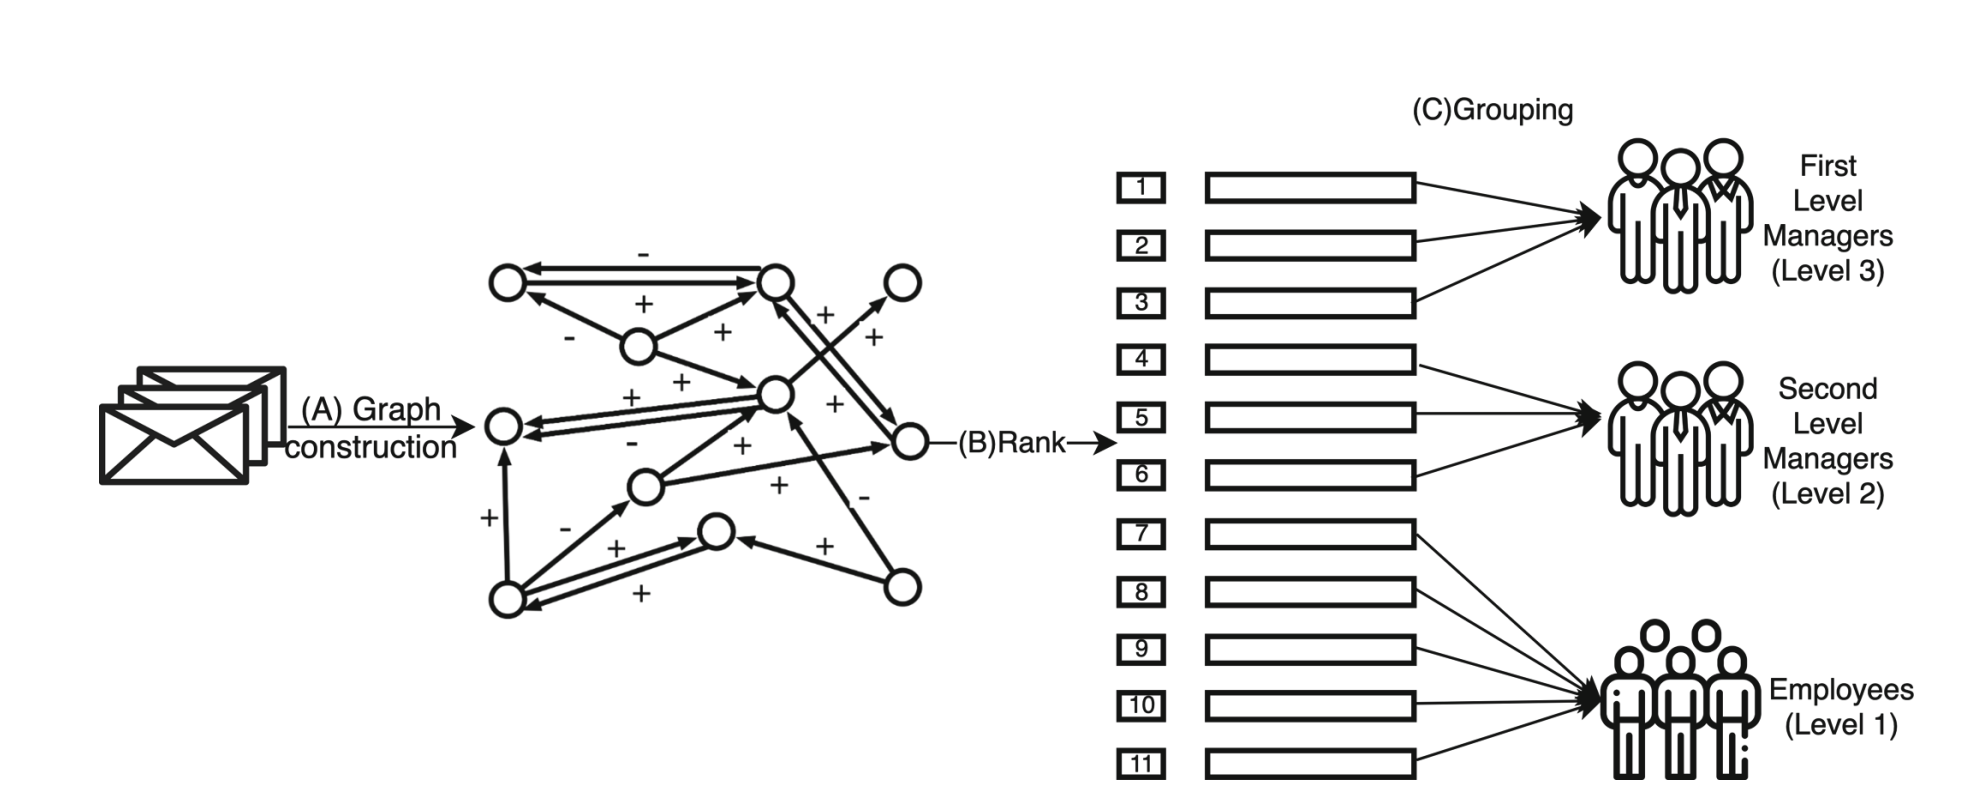 (C)Grouping
(A) Graph
construction
-
+
-
+
+
+
+
+
-
+
+
+
+
-
+
-
+
+
+
(B)Rank
1
2
3
4
5
6
7
8
9
10
11
First
Level
Managers
(Level 3)
Second
Level
Managers
(Level 2)
Employees
(Level 1)